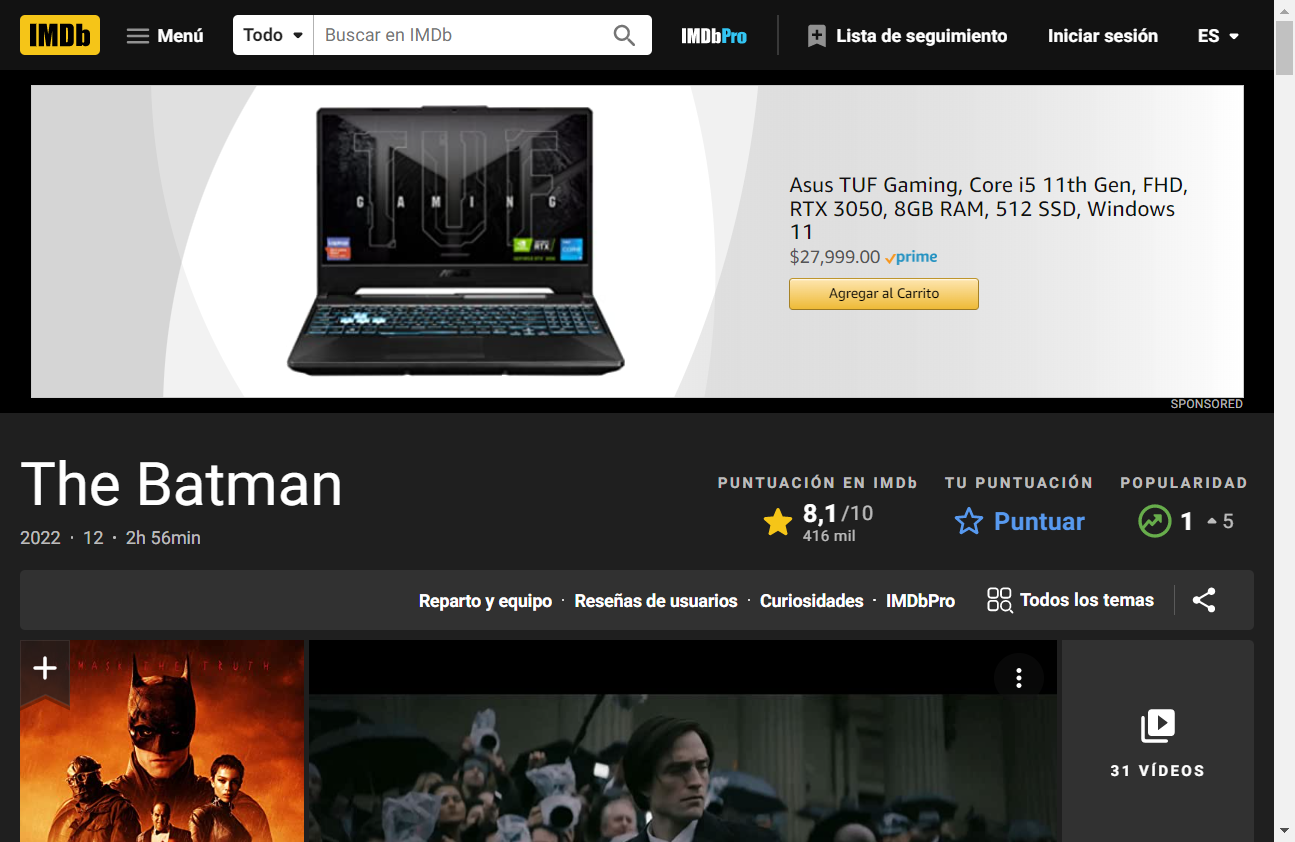 IMDb
Menú
Todo
Buscar en IMDb
IMDbPro
Lista de seguimiento
Iniciar sesión
ES
TUF
GAMING
Asus TUF Gaming, Core i5 11th Gen, FHD,
RTX 3050, 8GB RAM, 512 SSD, Windows
11
$27,999.00 prime
Agregar al Carrito
SPONSORED
The Batman
2022 · 12 · 2h 56min
PUNTUACIÓN EN IMDb
8,1/10
416 mil
TU PUNTUACIÓN
Puntuar
POPULARIDAD
1 5
Reparto y equipo · Reseñas de usuarios · Curiosidades · IMDbPro
Todos los temas
MASK THE TRUTH
31 VÍDEOS